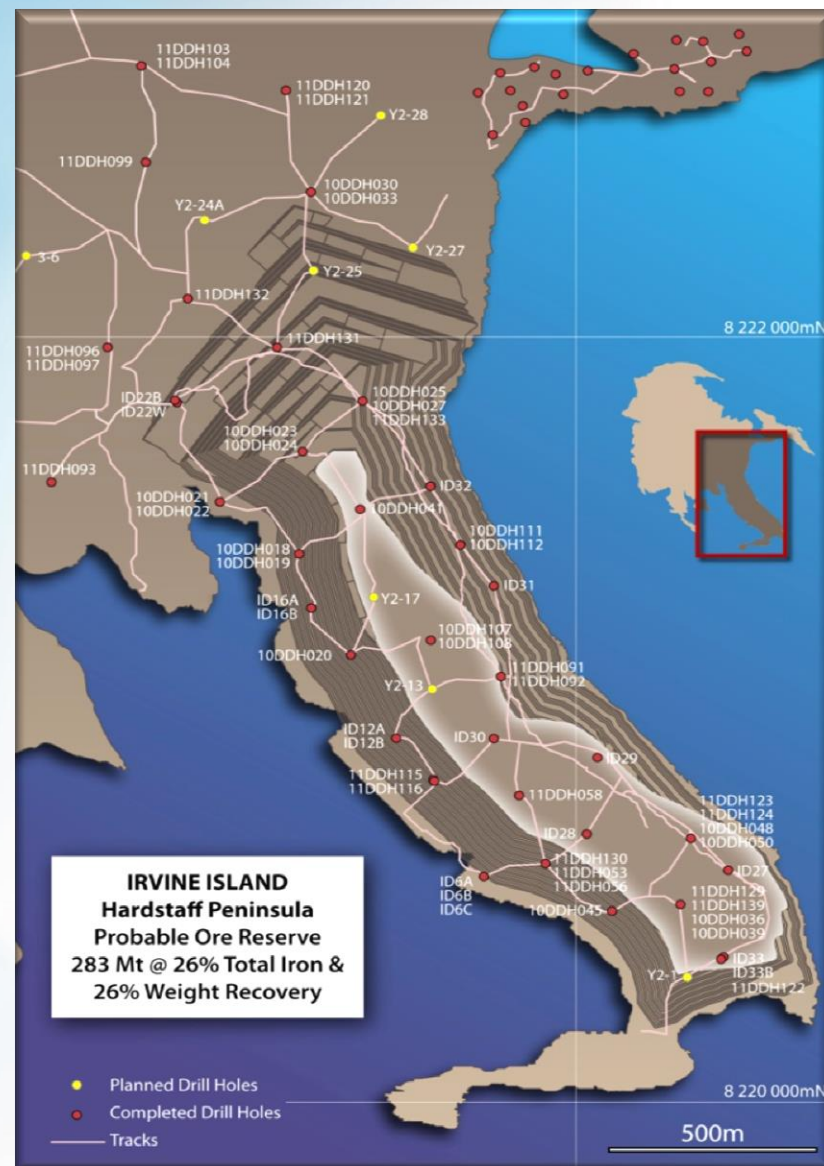 11DDH103
11DDH104
11DDH120
11DDH121
Y2-28
11DDH099
10DDH030
10DDH033
Y2-24A
Y2-27
3-6
Y2-25
11DDH132
8 222 000mN
11DDH131
11DDH096
11DDH097
ID22B
ID22W
10DDH025
10DDH027
11DDH133
10DDH023
10DDH024
11DDH093
ID32
10DDH021
10DDH022
10DDH041
10DDH111
10DDH112
10DDH018
10DDH019
ID31
ID16A
ID16B
Y2-17
10DDH107
10DDH108
10DDH020
11DDH091
11DDH092
Y2-13
ID12A
ID12B
ID30
ID29
11DDH115
11DDH116
11DDH058
11DDH123
11DDH124
10DDH048
10DDH050
ID28
11DDH130
11DDH053
11DDH056
ID27
ID6A
ID6B
ID6C
11DDH129
11DDH139
10DDH036
10DDH039
10DDH045
ID33
ID33B
11DDH122
Y2-1
IRVINE ISLAND
Hardstaff Peninsula
Probable Ore Reserve
283 Mt @ 26% Total Iron &
26% Weight Recovery
Planned Drill Holes
Completed Drill Holes
Tracks
8 220 000mN
500m